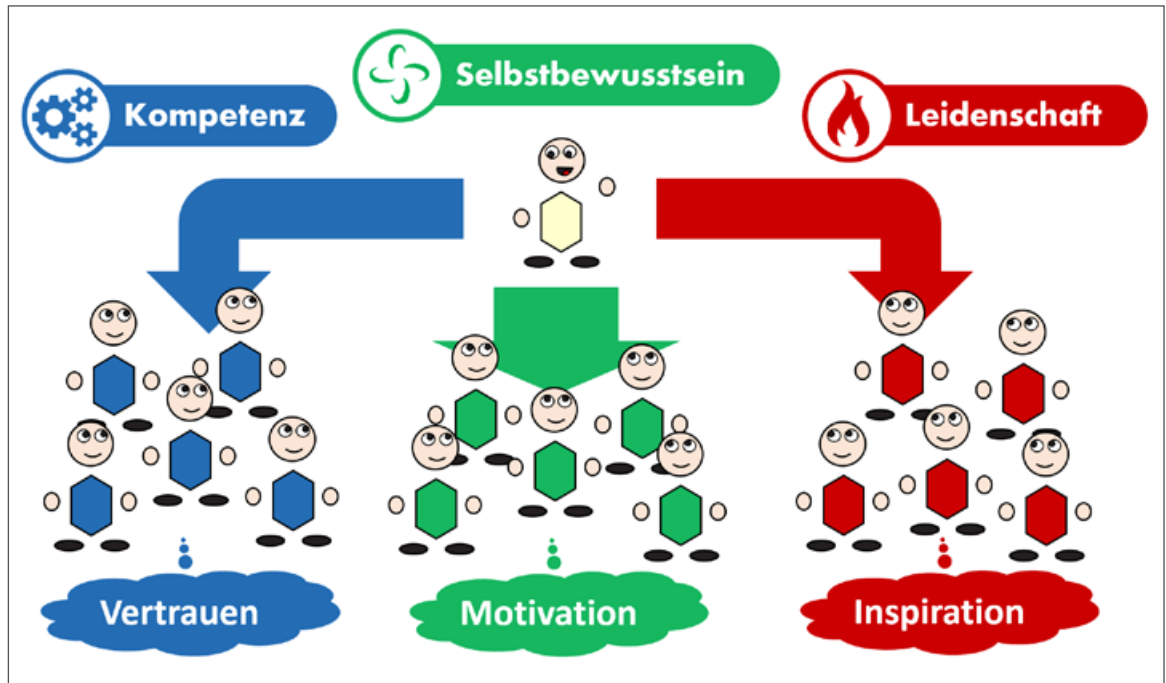 Kompetenz
Selbstbewusstsein
Leidenschaft
Vertrauen
Motivation
Inspiration